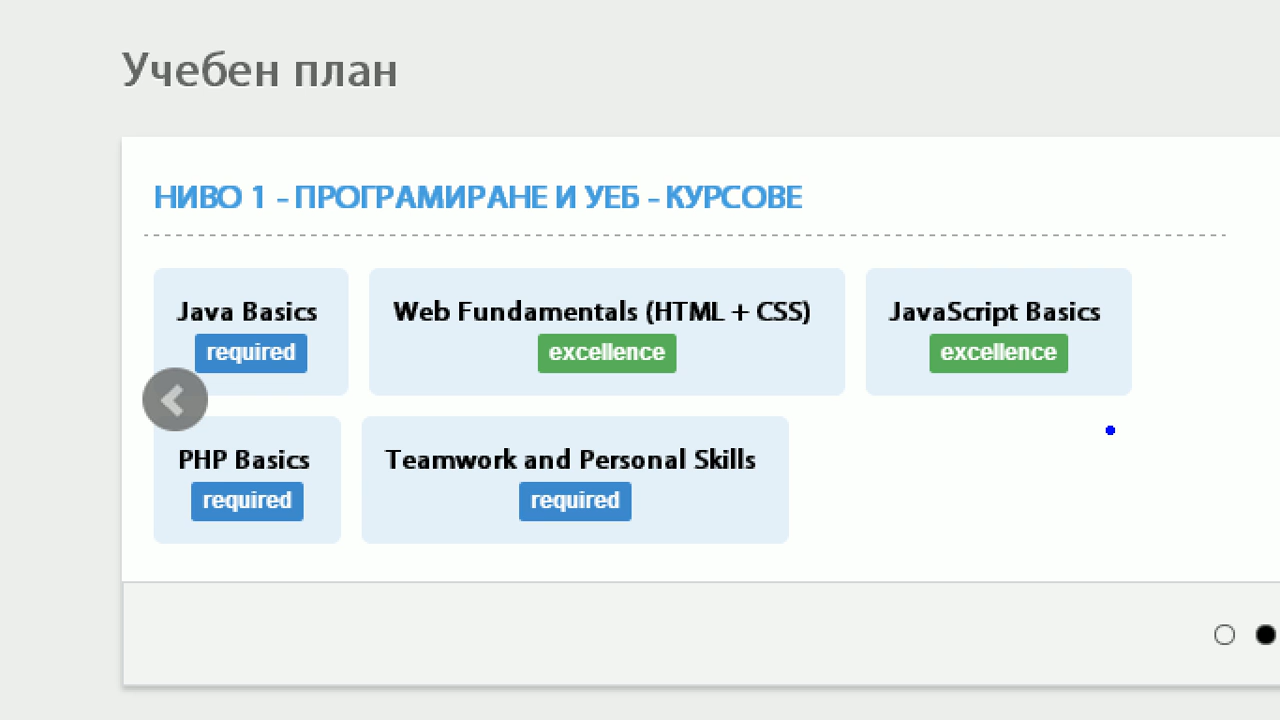 Учебен план
НИВО 1 - ПРОГРАМИРАНЕ И УЕБ - КУРСОВЕ
Java Basics
required
Web Fundamentals (HTML + CSS)
excellence
JavaScript Basics
excellence
PHP Basics
required
Teamwork and Personal Skills
required